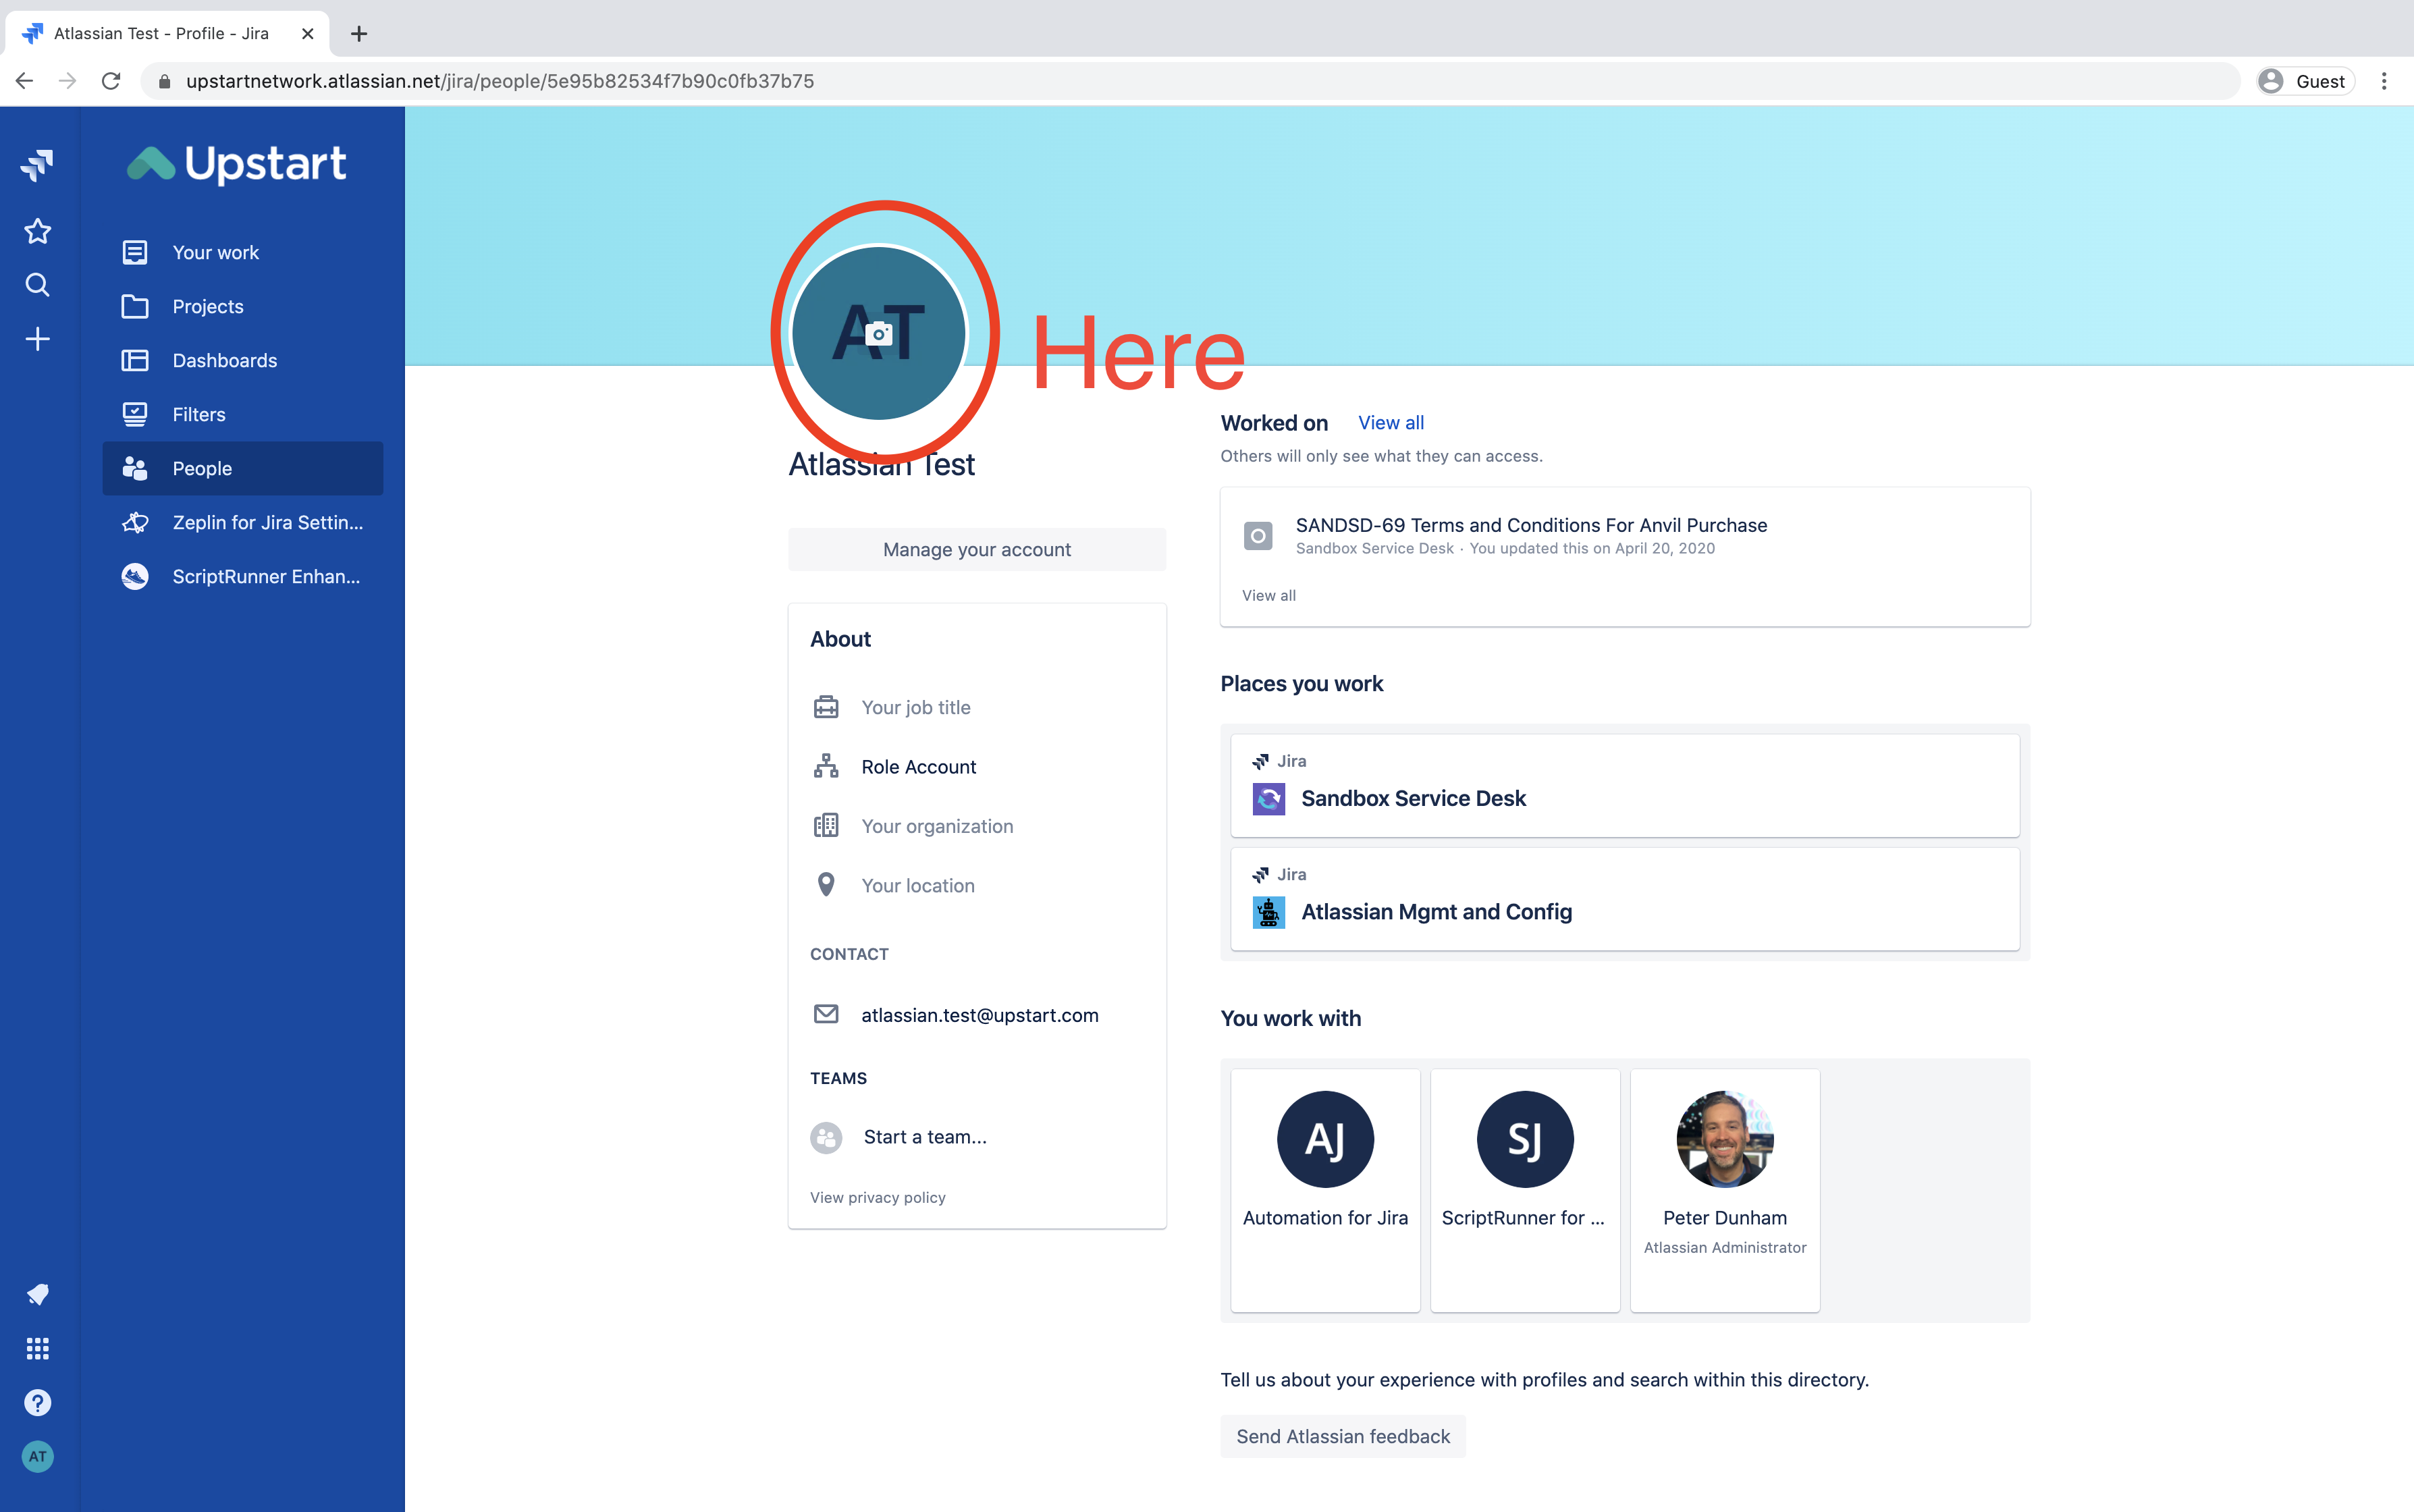 Atlassian Test - Profile - Jira
upstartnetwork.atlassian.net/jira/people/5e95b82534f7b90c0fb37b75
Guest
Upstart
Your work
Projects
Dashboards
Filters
People
Zeplin for Jira Settin...
ScriptRunner Enhan...
AT
AT
Here
Atlassian Test
Manage your account
About
Your job title
Role Account
Your organization
Your location
CONTACT
atlassian.test@upstart.com
TEAMS
Start a team...
View privacy policy
Worked on View all
Others will only see what they can access.
SANDSD-69 Terms and Conditions For Anvil Purchase
Sandbox Service Desk · You updated this on April 20, 2020
View all
Places you work
Jira
Sandbox Service Desk
Jira
Atlassian Mgmt and Config
You work with
AJ
Automation for Jira
SJ
ScriptRunner for ...
Peter Dunham
Atlassian Administrator
Tell us about your experience with profiles and search within this directory.
Send Atlassian feedback